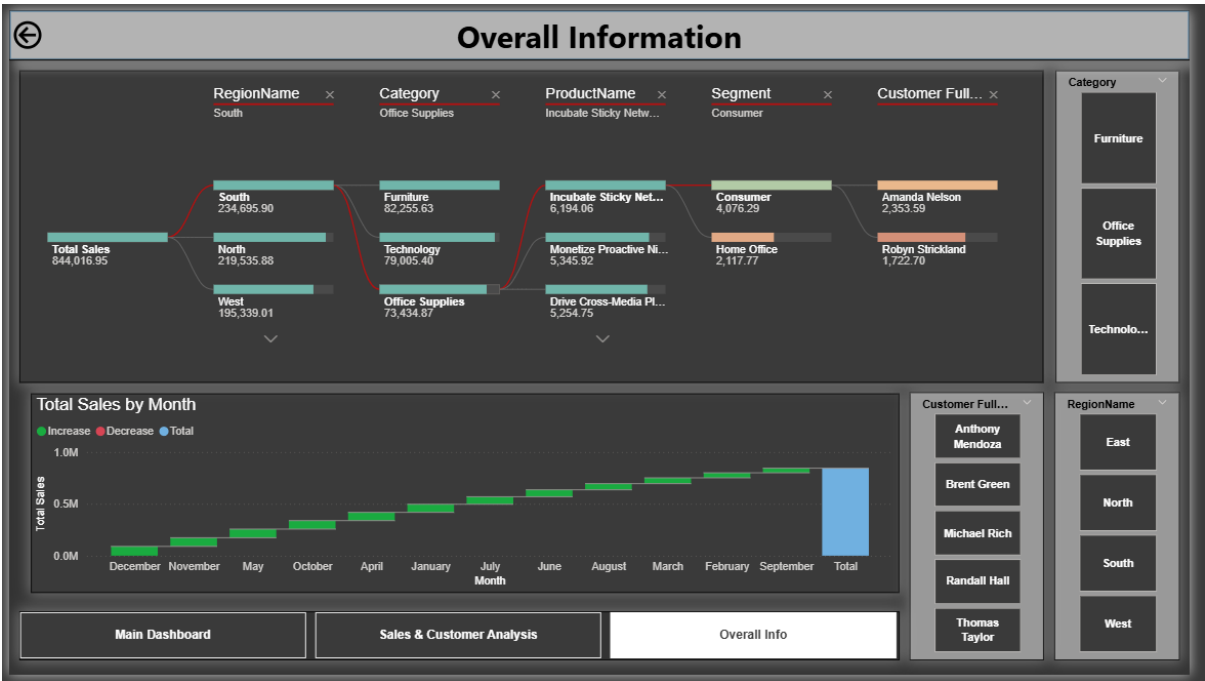 Overall Information
RegionName ×
South
Category ×
Office Supplies
ProductName ×
Incubate Sticky Netw...
Segment ×
Consumer
Customer Full... ×
Total Sales
844,016.95
South
234,695.90
North
219,535.88
West
195,339.01
Furniture
82,255.63
Technology
79,005.40
Office Supplies
73,434.87
Incubate Sticky Net...
6,194.06
Monetize Proactive Ni...
5,345.92
Drive Cross-Media Pl...
5,254.75
Consumer
4,076.29
Home Office
2,117.77
Amanda Nelson
2,353.59
Robyn Strickland
1,722.70
Category
Furniture
Office
Supplies
Technolo...
Total Sales by Month
Increase Decrease Total
Total Sales
1.0M
0.5M
0.0M
December November May October April January July June August March February September Total
Month
Customer Full...
Anthony
Mendoza
Brent Green
Michael Rich
Randall Hall
Thomas
Taylor
RegionName
East
North
South
West
Main Dashboard
Sales & Customer Analysis
Overall Info